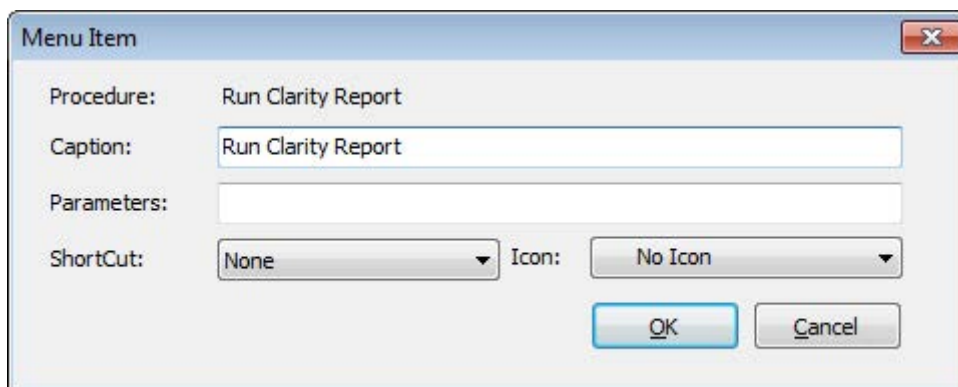 Menu Item
Procedure: Run Clarity Report
Caption: Run Clarity Report
Parameters:
ShortCut: None Icon: No Icon
OK Cancel